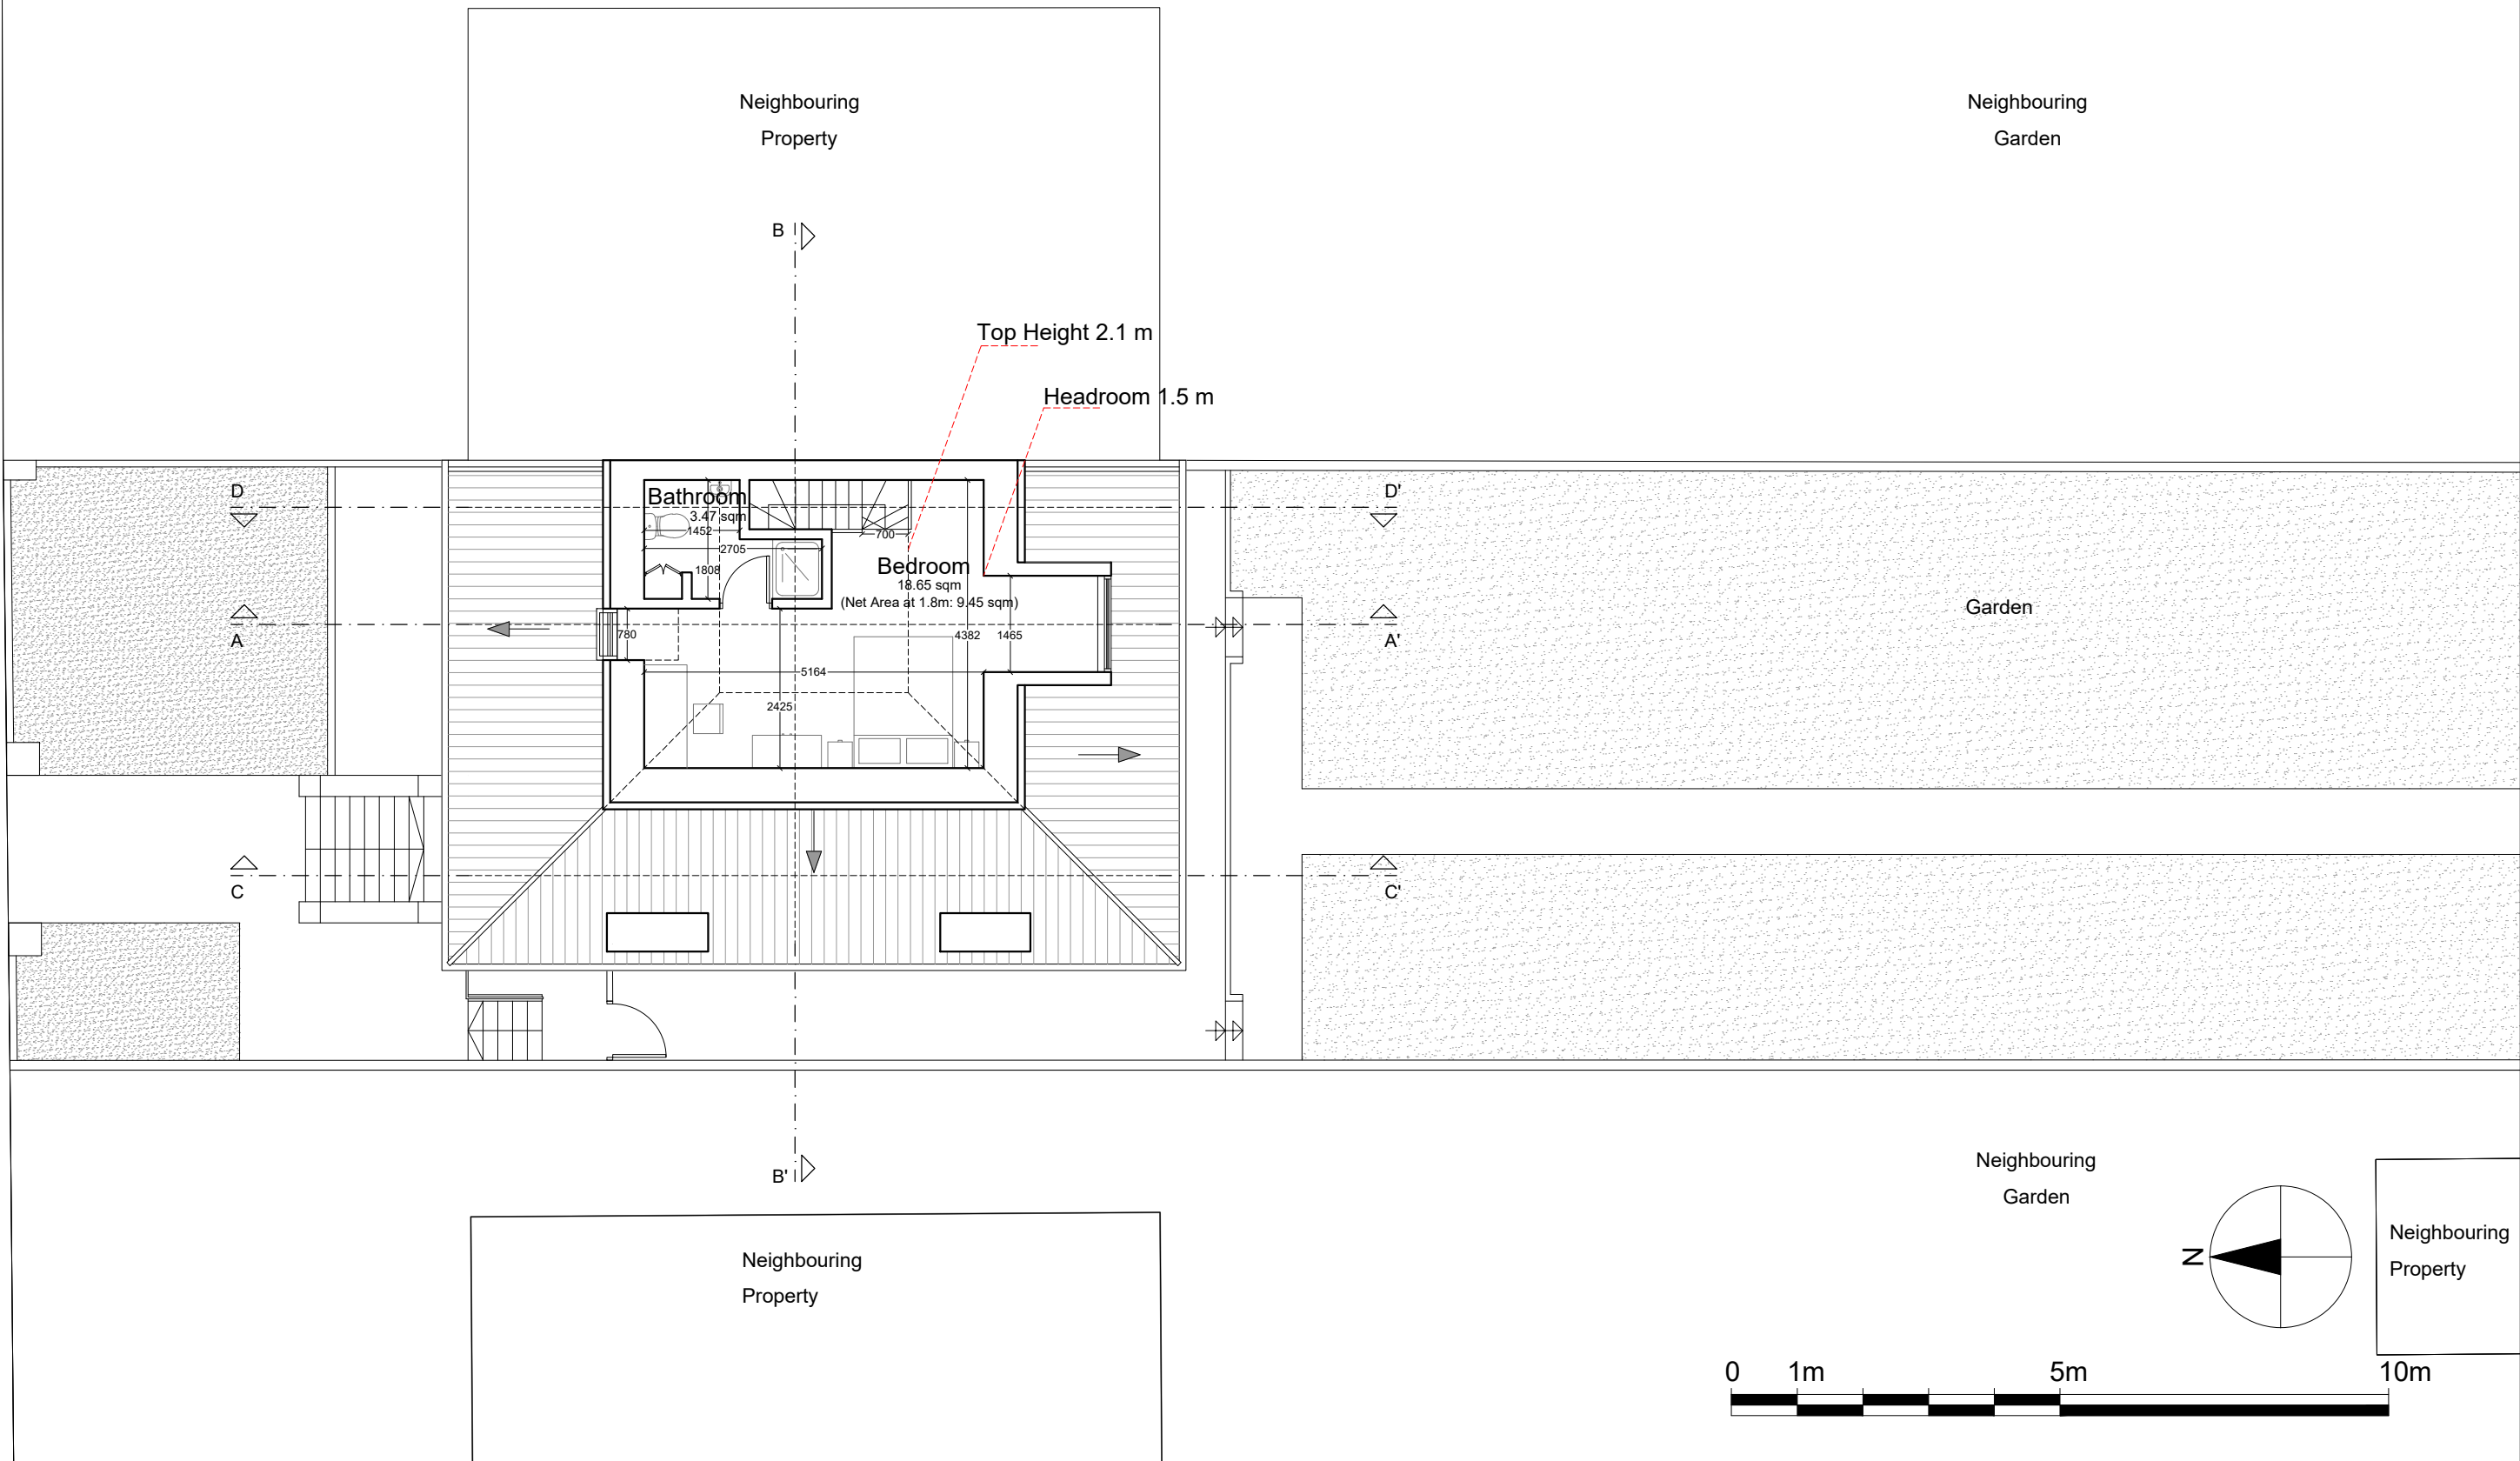 Neighbouring
Property
Neighbouring
Garden
B
Top Height 2.1 m
Headroom 1.5 m
D
D'
Bathroom
3.47 sqm
1452
700
2705
Bedroom
1808
18.65 sqm
(Net Area at 1.8m: 9.45 sqm)
Garden
A
780
4382
1465
A'
5164
2425
C
C'
B'
Neighbouring
Garden
Neighbouring
Property
N
Neighbouring
Property
0
1m
5m
10m